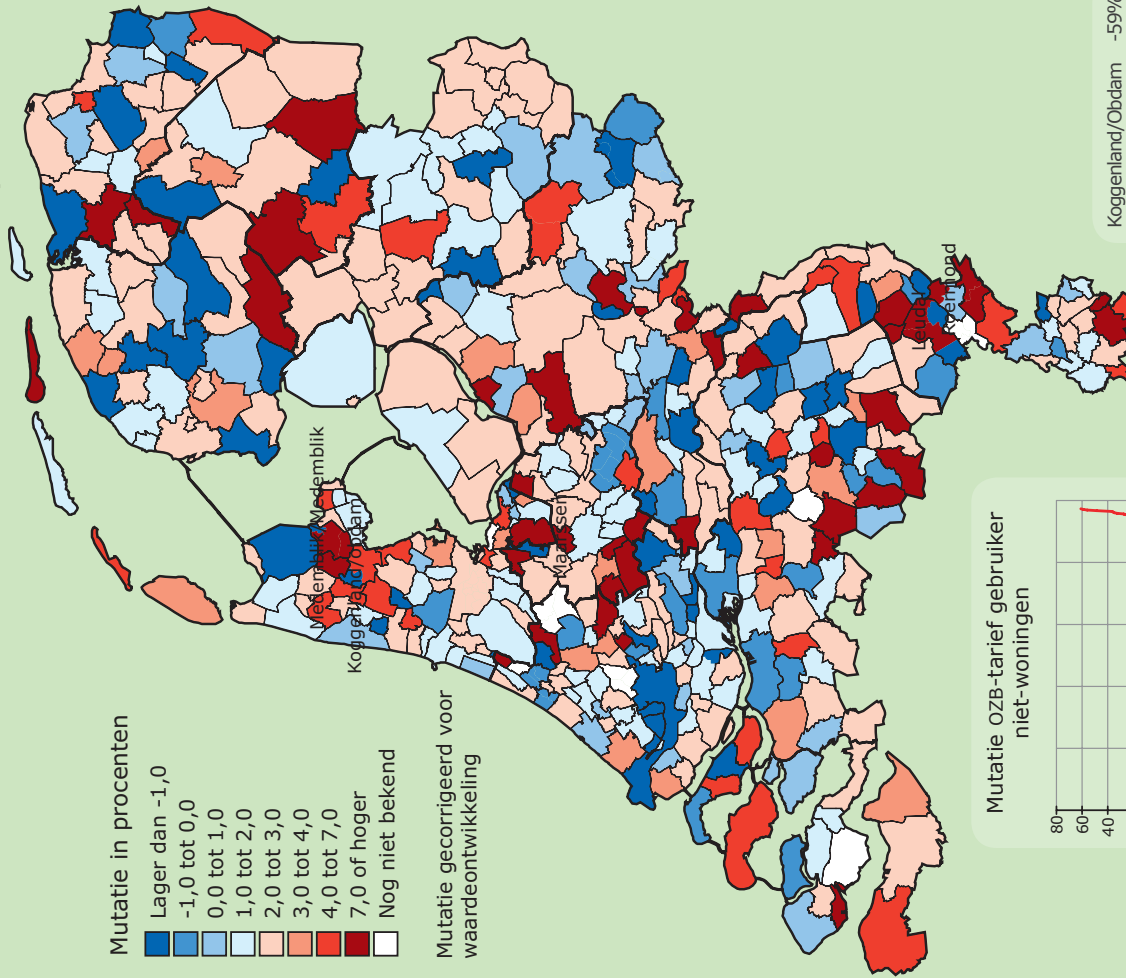 Mutatie in procenten
Lager dan -1,0
-1,0 tot 0,0
0,0 tot 1,0
1,0 tot 2,0
2,0 tot 3,0
3,0 tot 4,0
4,0 tot 7,0
7,0 of hoger
Nog niet bekend
Mutatie gecorrigeerd voor
waardeontwikkeling
Medemblik/Medemblik
Koggenland/Obdam
Maarssen
Leudal
Roermond
Koggenland/Obdam -59%
Mutatie OZB-tarief gebruiker
niet-woningen
80
60
40